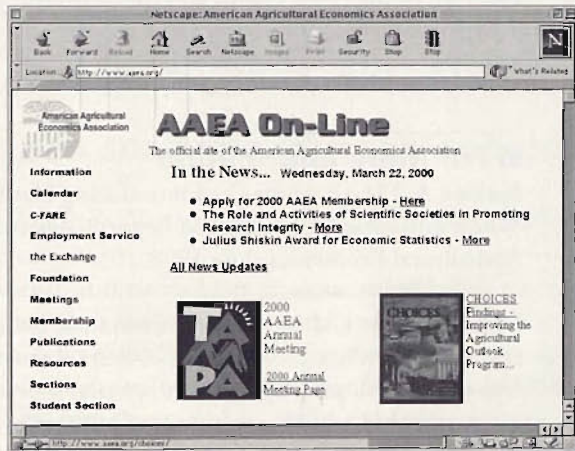 Netscape: American Agricultural Economics Association
Back Forward Reload Home Search Netscape Images Print Security Shop Stop
N
Location: http://www.aaea.org/ What's Related
American Agricultural
Economics Association
AAEA On-Line
The official site of the American Agricultural Economics Association
In the News... Wednesday, March 22, 2000
Apply for 2000 AAEA Membership - Here
The Role and Activities of Scientific Societies in Promoting
Research Integrity - More
Julius Shiskin Award for Economic Statistics - More
All News Updates
Information
Calendar
C-FARE
Employment Service
the Exchange
Foundation
Meetings
Membership
Publications
Resources
Sections
Student Section
TAMPA
2000
AAEA
Annual
Meeting
2000 Annual
Meeting Page
CHOICES
CHOICES
Findings -
Improving the
Agricultural
Outlook
Program...
http://www.aaea.org/choices/